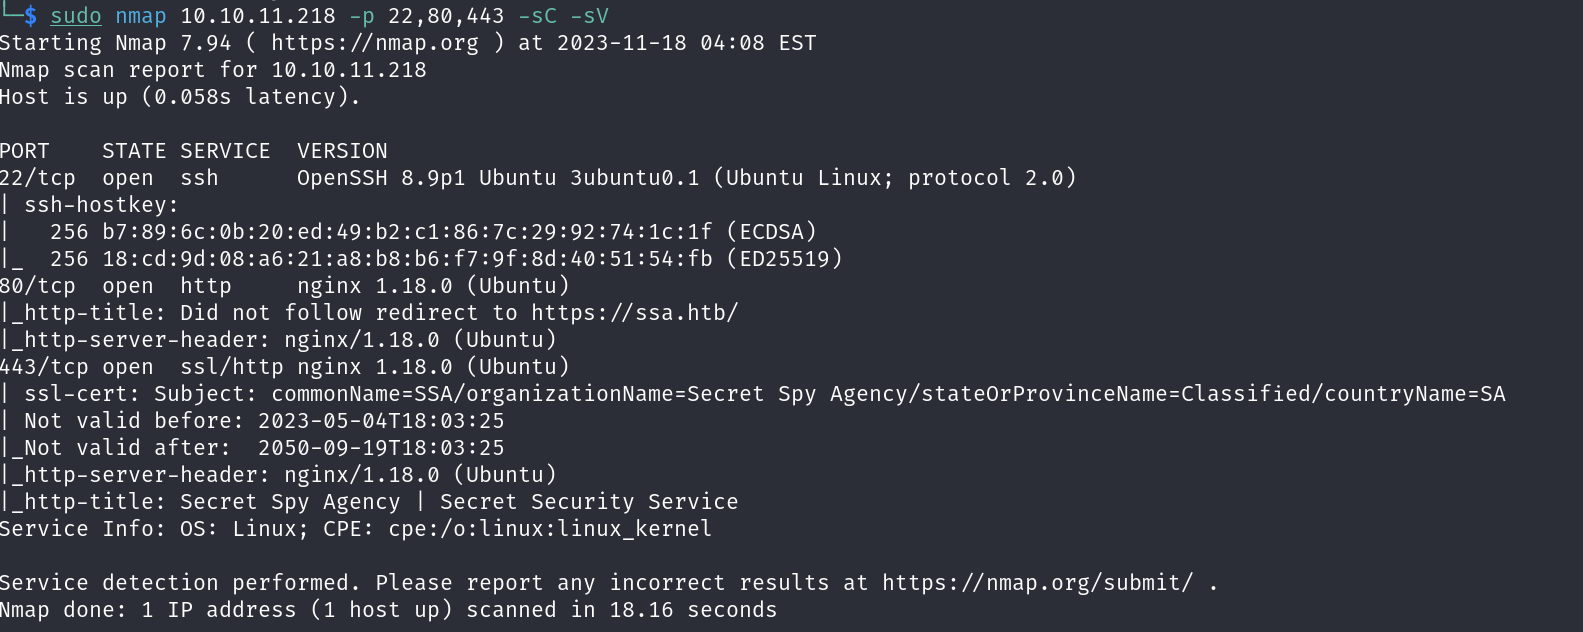 └─$ sudo nmap 10.10.11.218 -p 22,80,443 -sC -sV
Starting Nmap 7.94 ( https://nmap.org ) at 2023-11-18 04:08 EST
Nmap scan report for 10.10.11.218
Host is up (0.058s latency).

PORT    STATE SERVICE  VERSION
22/tcp  open  ssh      OpenSSH 8.9p1 Ubuntu 3ubuntu0.1 (Ubuntu Linux; protocol 2.0)
| ssh-hostkey:
|   256 b7:89:6c:0b:20:ed:49:b2:c1:86:7c:29:92:74:1c:1f (ECDSA)
|_  256 18:cd:9d:08:a6:21:a8:b8:b6:f7:9f:8d:40:51:54:fb (ED25519)
80/tcp  open  http     nginx 1.18.0 (Ubuntu)
|_http-title: Did not follow redirect to https://ssa.htb/
|_http-server-header: nginx/1.18.0 (Ubuntu)
443/tcp open  ssl/http nginx 1.18.0 (Ubuntu)
| ssl-cert: Subject: commonName=SSA/organizationName=Secret Spy Agency/stateOrProvinceName=Classified/countryName=SA
| Not valid before: 2023-05-04T18:03:25
|_Not valid after:  2050-09-19T18:03:25
|_http-server-header: nginx/1.18.0 (Ubuntu)
|_http-title: Secret Spy Agency | Secret Security Service
Service Info: OS: Linux; CPE: cpe:/o:linux:linux_kernel

Service detection performed. Please report any incorrect results at https://nmap.org/submit/ .
Nmap done: 1 IP address (1 host up) scanned in 18.16 seconds